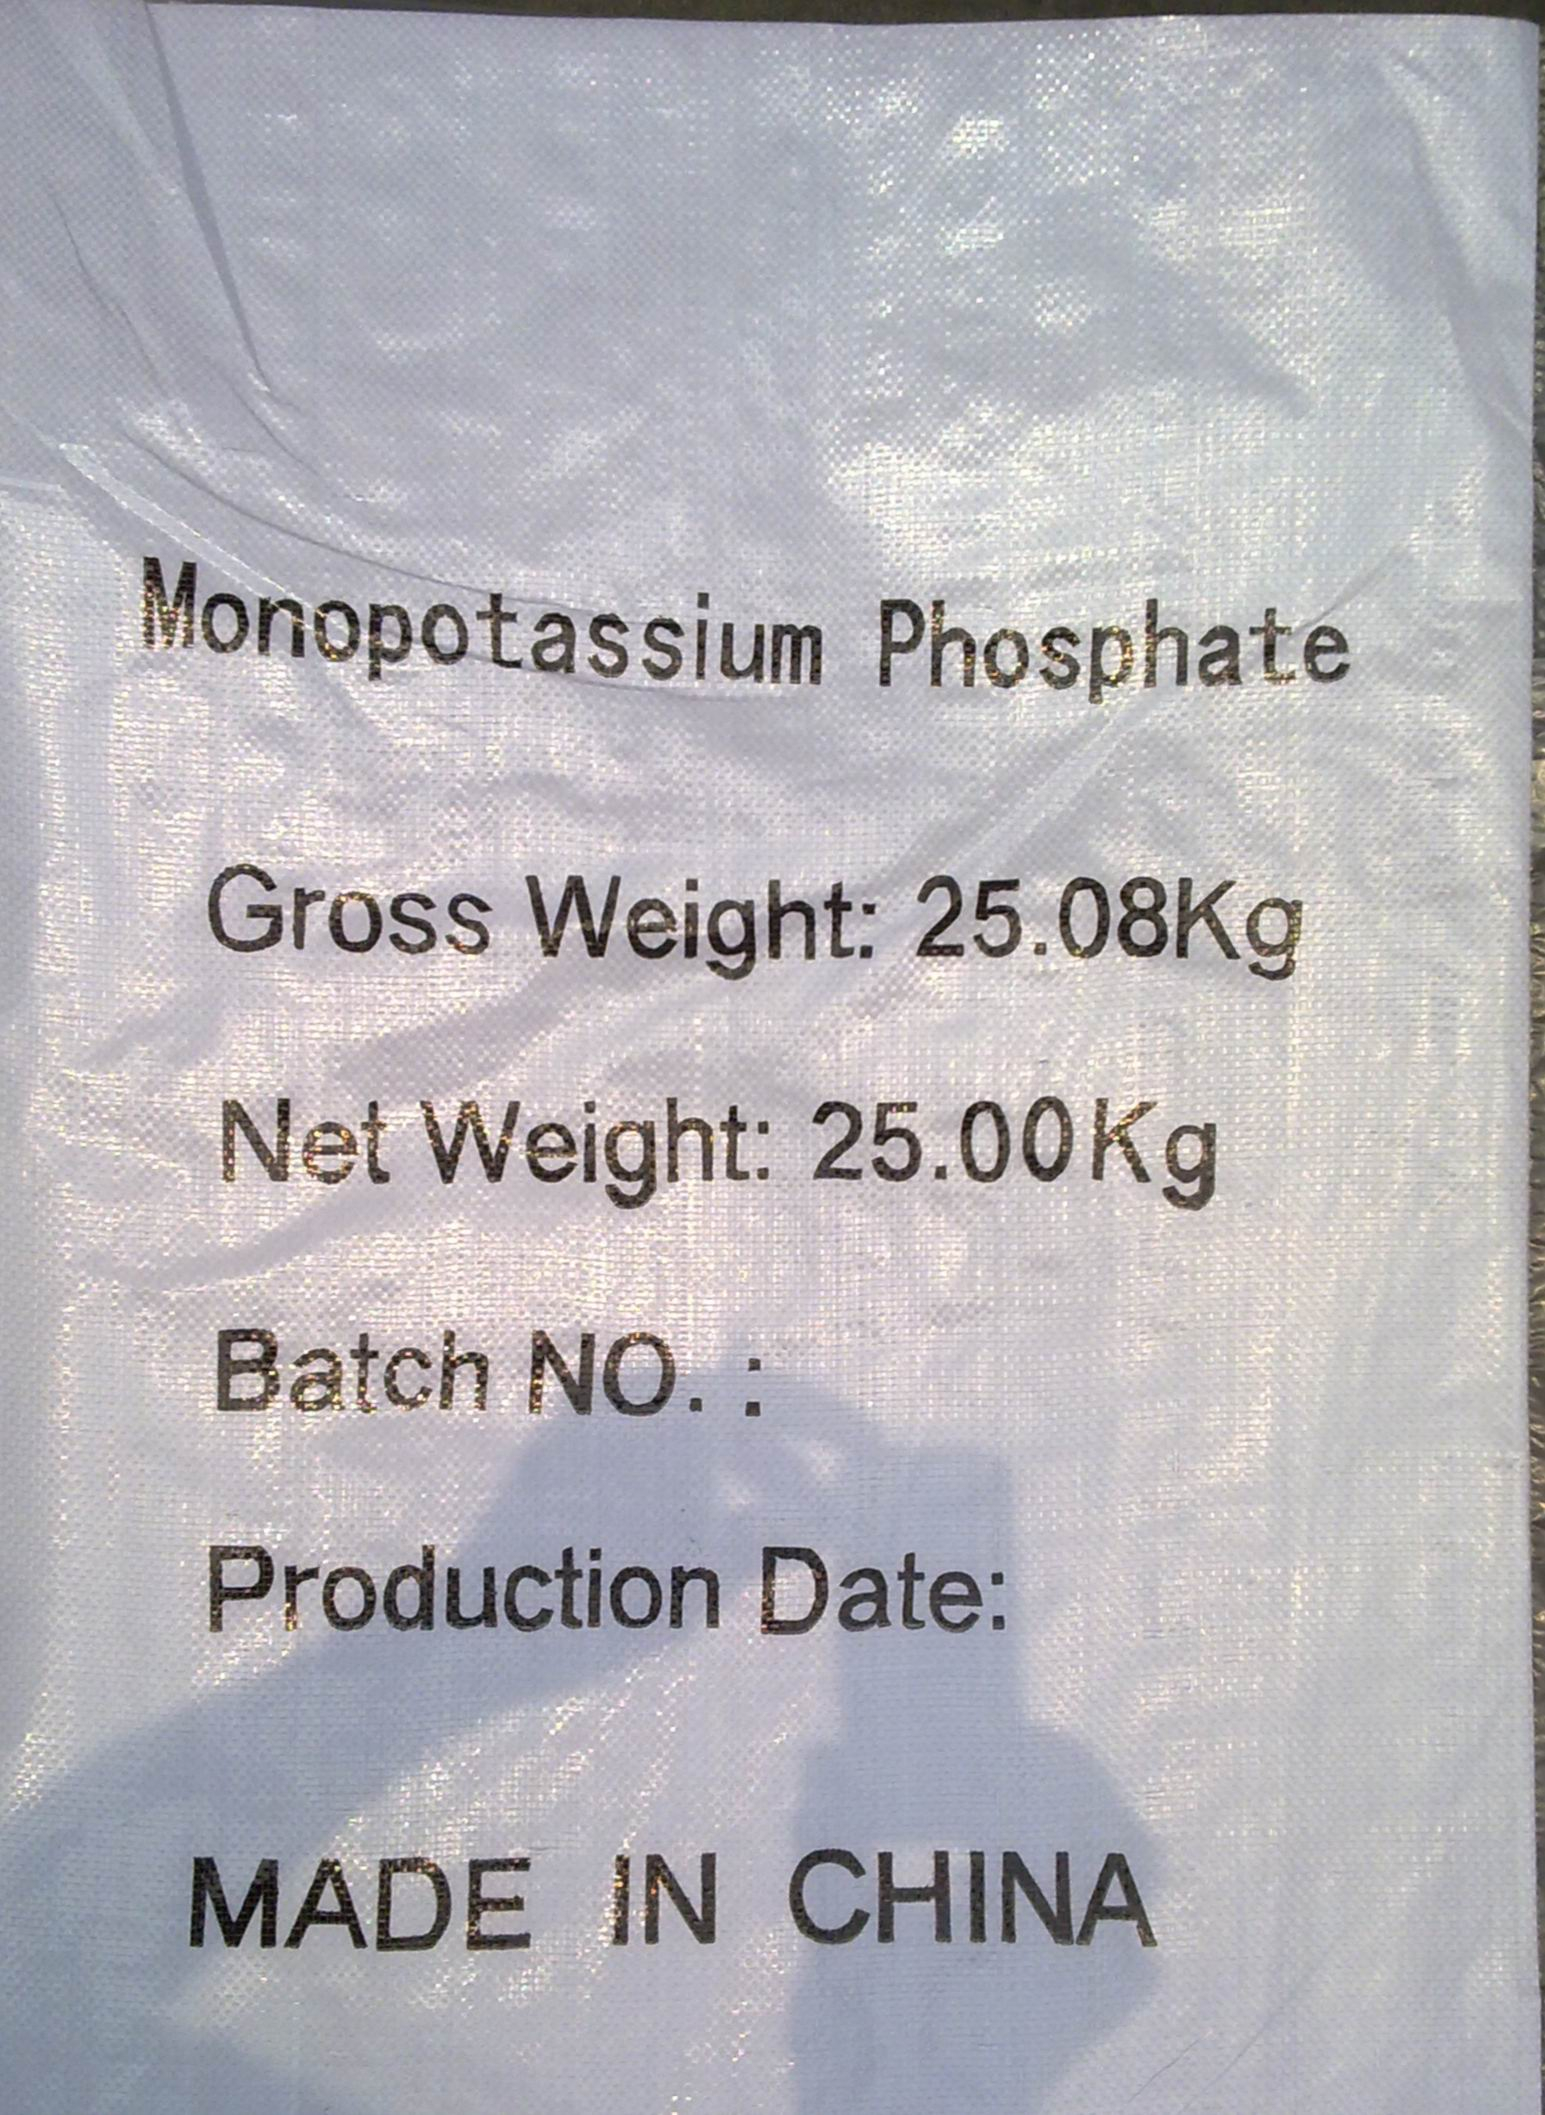 Monopotassium Phosphate
Gross Weight: 25.08Kg
Net Weight: 25.00Kg
Batch NO. :
Production Date:
MADE IN CHINA